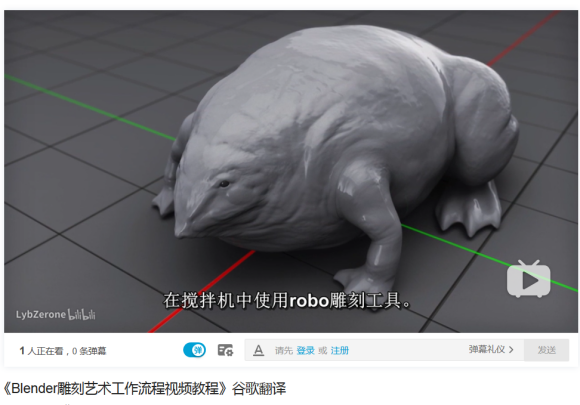 在搅拌机中使用robo雕刻工具。
LybZerone bilibili
1 人正在看，0 条弹幕
弹
A 请先 登录 或 注册
弹幕礼仪 >
发送
《Blender雕刻艺术工作流程视频教程》谷歌翻译